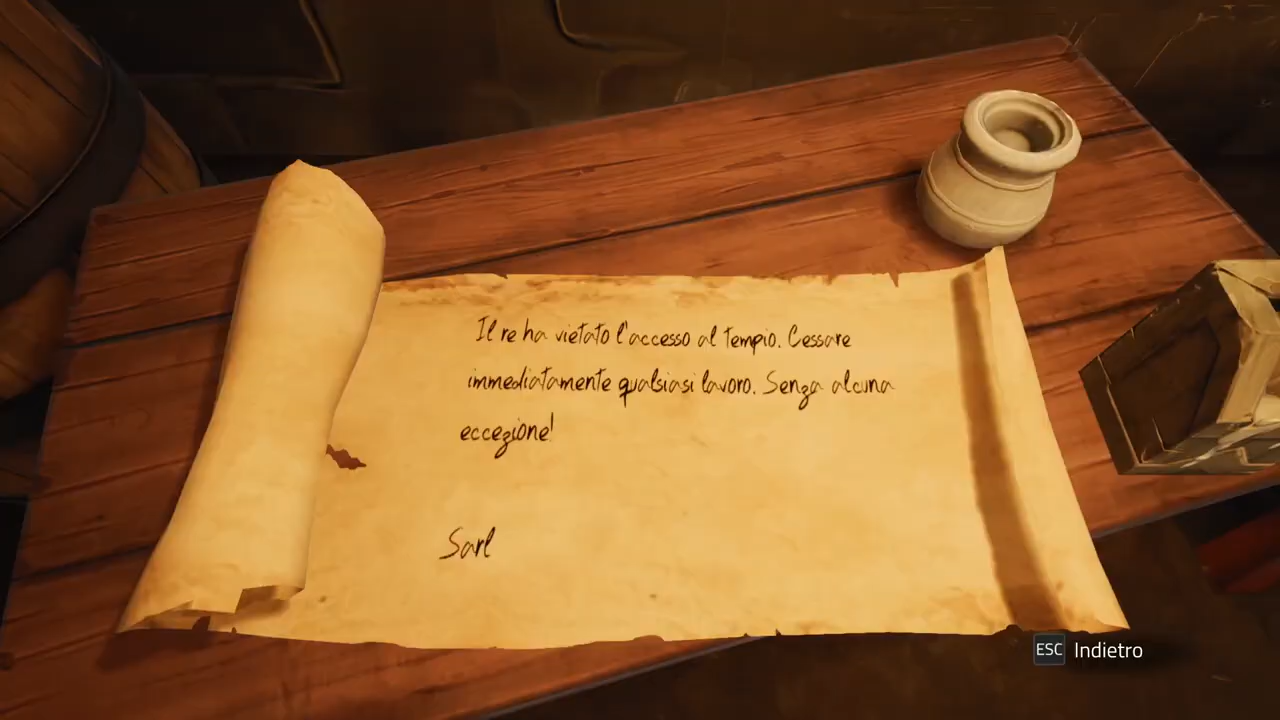 Il re ha vietato l'accesso al tempio. Cessare
immediatamente qualsiasi lavoro. Senza alcuna
eccezione!
Sarl
ESC Indietro